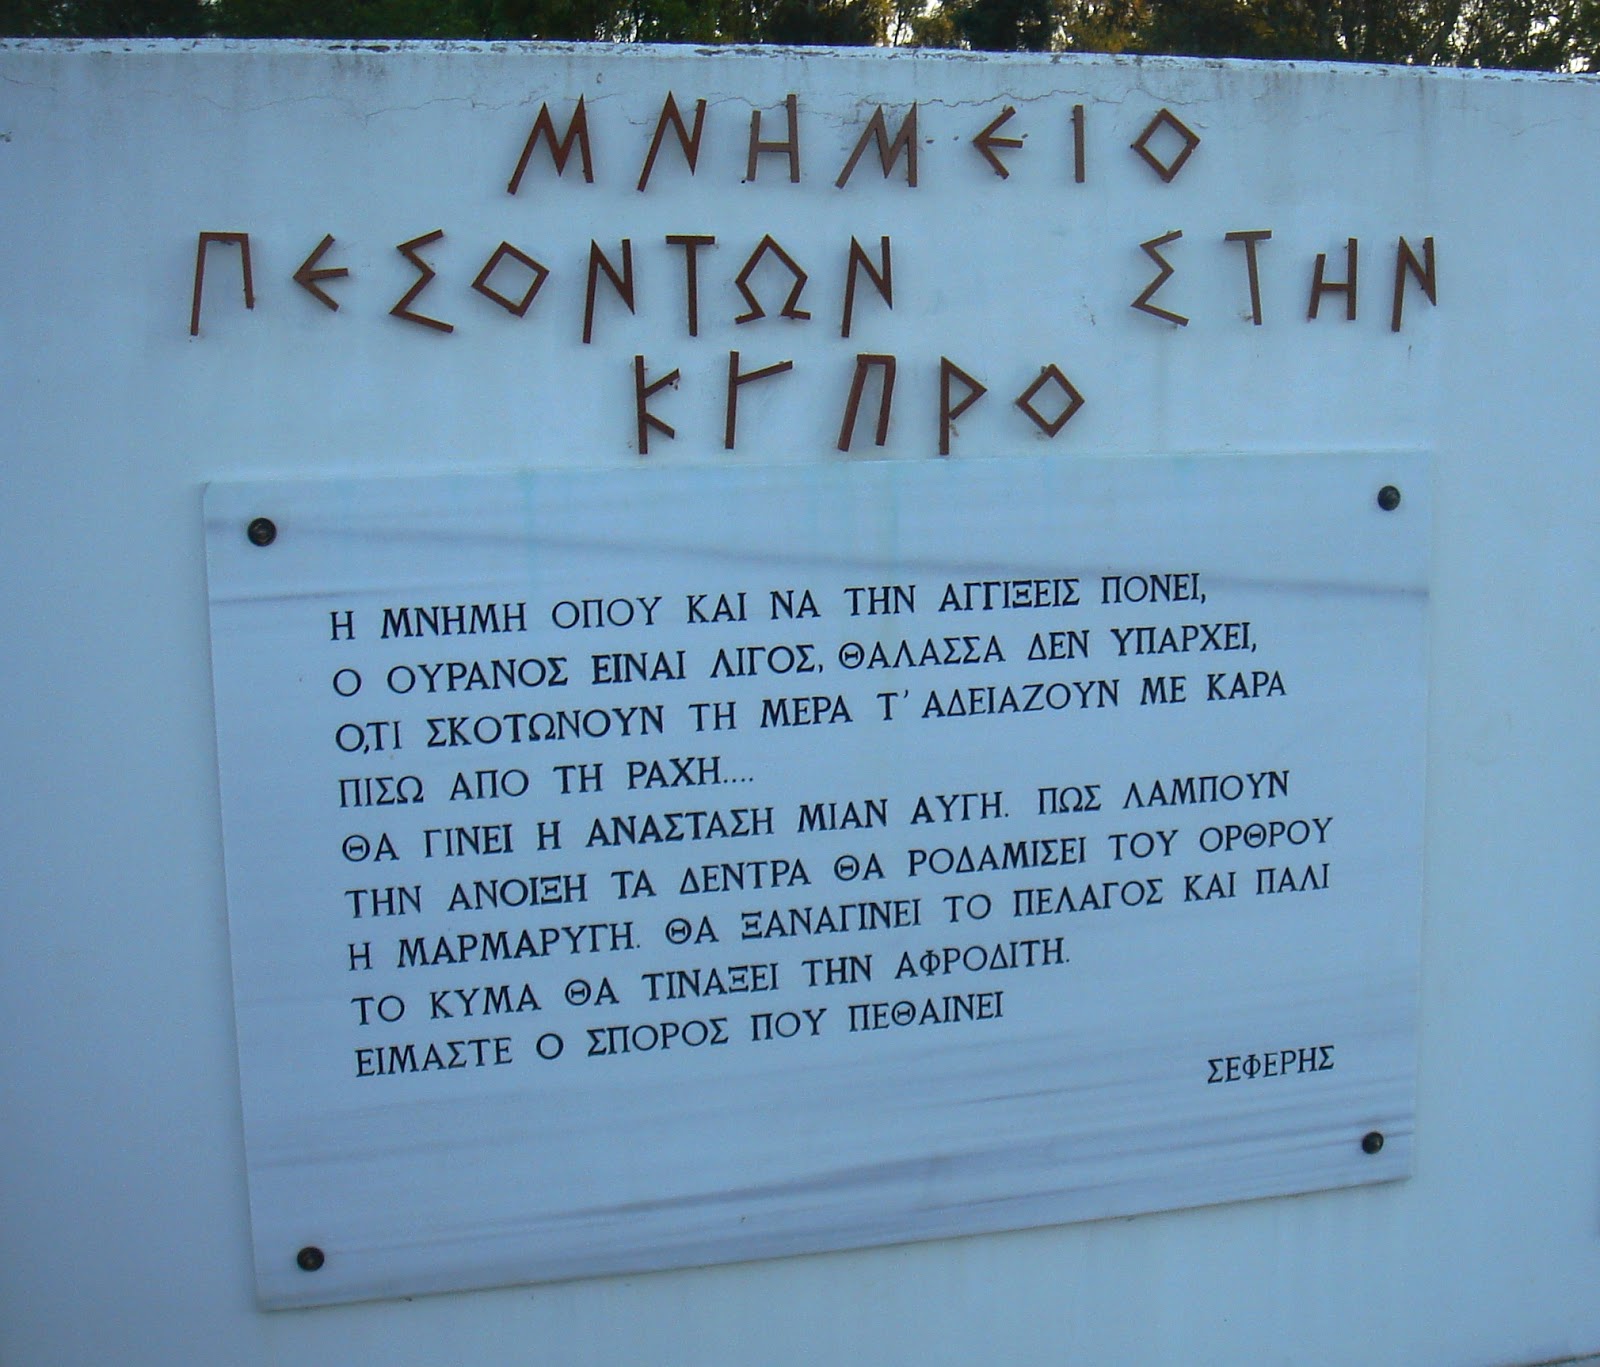 ΜΝΗΜΕΙΟ
ΠΕΣΟΝΤΩΝ ΣΤΗΝ
ΚΥΠΡΟ
Η ΜΝΗΜΗ ΟΠΟΥ ΚΑΙ ΝΑ ΤΗΝ ΑΓΓΙΞΕΙΣ ΠΟΝΕΙ,
Ο ΟΥΡΑΝΟΣ ΕΙΝΑΙ ΛΙΓΟΣ, ΘΑΛΑΣΣΑ ΔΕΝ ΥΠΑΡΧΕΙ,
Ο,ΤΙ ΣΚΟΤΩΝΟΥΝ ΤΗ ΜΕΡΑ Τ' ΑΔΕΙΑΖΟΥΝ ΜΕ ΚΑΡΑ
ΠΙΣΩ ΑΠΟ ΤΗ ΡΑΧΗ....
ΘΑ ΓΙΝΕΙ Η ΑΝΑΣΤΑΣΗ ΜΙΑΝ ΑΥΓΗ. ΠΩΣ ΛΑΜΠΟΥΝ
ΤΗΝ ΑΝΟΙΞΗ ΤΑ ΔΕΝΤΡΑ ΘΑ ΡΟΔΑΜΙΣΕΙ ΤΟΥ ΟΡΘΡΟΥ
Η ΜΑΡΜΑΡΥΓΗ. ΘΑ ΞΑΝΑΓΙΝΕΙ ΤΟ ΠΕΛΑΓΟΣ ΚΑΙ ΠΑΛΙ
ΤΟ ΚΥΜΑ ΘΑ ΤΙΝΑΞΕΙ ΤΗΝ ΑΦΡΟΔΙΤΗ.
ΕΙΜΑΣΤΕ Ο ΣΠΟΡΟΣ ΠΟΥ ΠΕΘΑΙΝΕΙ
ΣΕΦΕΡΗΣ